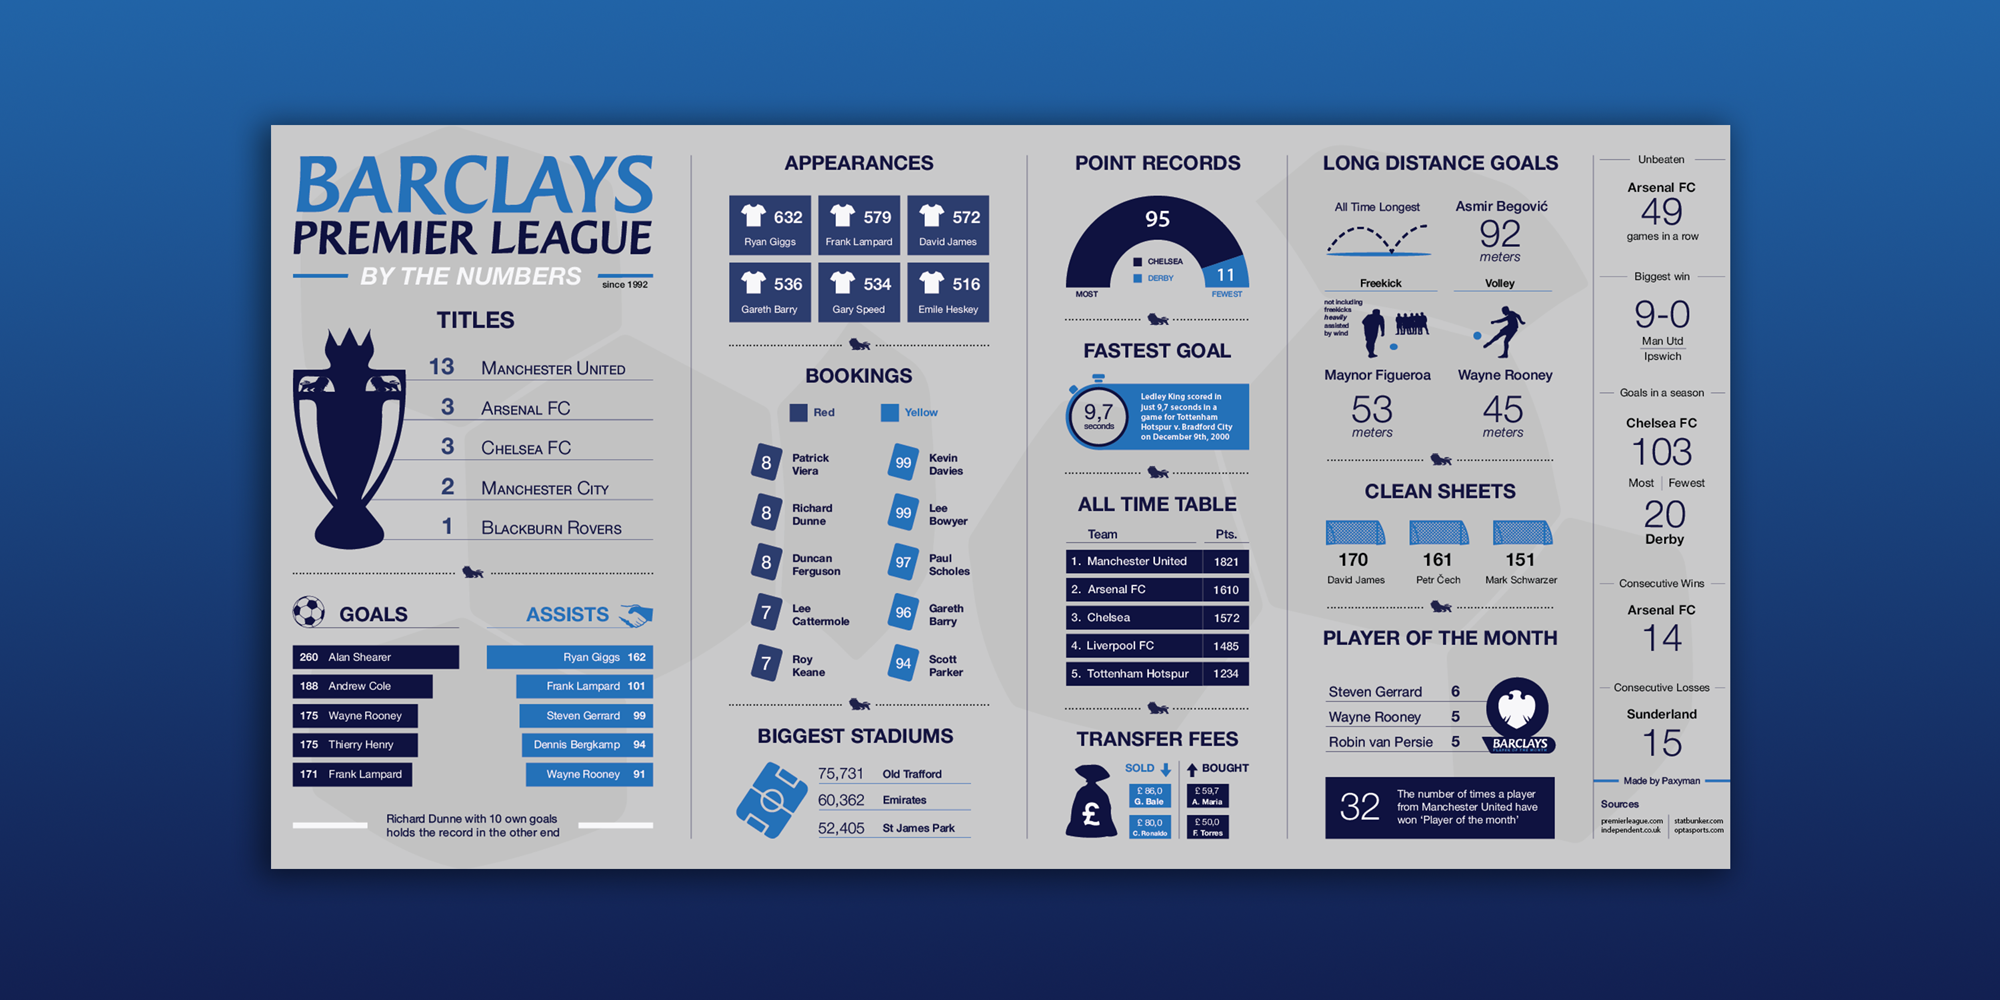 BARCLAYS
PREMIER LEAGUE
BY THE NUMBERS
since 1992
TITLES
13 MANCHESTER UNITED
3 ARSENAL FC
3 CHELSEA FC
2 MANCHESTER CITY
1 BLACKBURN ROVERS
GOALS
260 Alan Shearer
188 Andrew Cole
175 Wayne Rooney
175 Thierry Henry
171 Frank Lampard
ASSISTS
Ryan Giggs 162
Frank Lampard 101
Steven Gerrard 99
Dennis Bergkamp 94
Wayne Rooney 91
Richard Dunne with 10 own goals
holds the record in the other end
APPEARANCES
632
Ryan Giggs
579
Frank Lampard
572
David James
536
Gareth Barry
534
Gary Speed
516
Emile Heskey
BOOKINGS
Red
Yellow
8 Patrick
Viera
8 Richard
Dunne
8 Duncan
Ferguson
7 Lee
Cattermole
7 Roy
Keane
99 Kevin
Davies
99 Lee
Bowyer
97 Paul
Scholes
96 Gareth
Barry
94 Scott
Parker
BIGGEST STADIUMS
75,731 Old Trafford
60,362 Emirates
52,405 St James Park
POINT RECORDS
95
CHELSEA
DERBY
11
MOST
FEWEST
FASTEST GOAL
9,7
seconds
Ledley King scored in
just 9,7 seconds in a
game for Tottenham
Hotspur v. Bradford City
on December 9th, 2000
ALL TIME TABLE
Team Pts.
1. Manchester United 1821
2. Arsenal FC 1610
3. Chelsea 1572
4. Liverpool FC 1485
5. Tottenham Hotspur 1234
TRANSFER FEES
SOLD
£ 86,0
G. Bale
£ 80,0
C. Ronaldo
BOUGHT
£ 59,7
A. Maria
£ 50,0
F. Torres
£
LONG DISTANCE GOALS
All Time Longest
Asmir Begović
92
meters
Freekick
not including
freekicks
heavily
assisted
by wind
Maynor Figueroa
53
meters
Volley
Wayne Rooney
45
meters
CLEAN SHEETS
170
David James
161
Petr Čech
151
Mark Schwarzer
PLAYER OF THE MONTH
Steven Gerrard 6
Wayne Rooney 5
Robin van Persie 5
BARCLAYS
32
The number of times a player
from Manchester United have
won 'Player of the month'
Unbeaten
Arsenal FC
49
games in a row
Biggest win
9-0
Man Utd
Ipswich
Goals in a season
Chelsea FC
103
Most | Fewest
20
Derby
Consecutive Wins
Arsenal FC
14
Consecutive Losses
Sunderland
15
Made by Paxyman
Sources
premierleague.com
independent.co.uk
statbunker.com
optasports.com